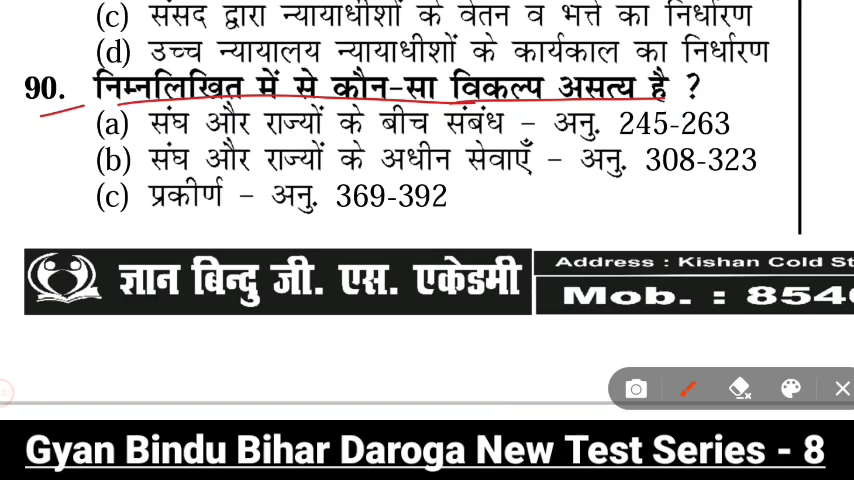 (c) संसद द्वारा न्यायाधीशों के वेतन व भत्ते का निर्धारण
(d) उच्च न्यायालय न्यायाधीशों के कार्यकाल का निर्धारण
90. निम्नलिखित में से कौन-सा विकल्प असत्य है ?
(a) संघ और राज्यों के बीच संबंध – अनु. 245-263
(b) संघ और राज्यों के अधीन सेवाएँ – अनु. 308-323
(c) प्रकीर्ण – अनु. 369-392
ज्ञान बिन्दु जी. एस. एकेडमी
Address : Kishan Cold St
Mob. : 854
Gyan Bindu Bihar Daroga New Test Series - 8